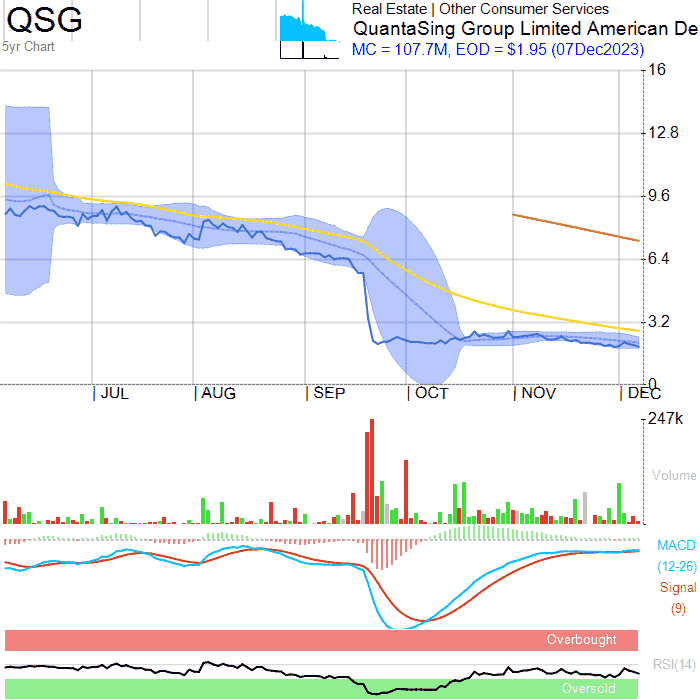 QSG
5yr Chart
Real Estate | Other Consumer Services
QuantaSing Group Limited American De
MC = 107.7M, EOD = $1.95 (07Dec2023)
16
12.8
9.6
6.4
3.2
0
JUL
AUG
SEP
OCT
NOV
DEC
247k
Volume
MACD
(12-26)
Signal
(9)
Overbought
RSI(14)
Oversold